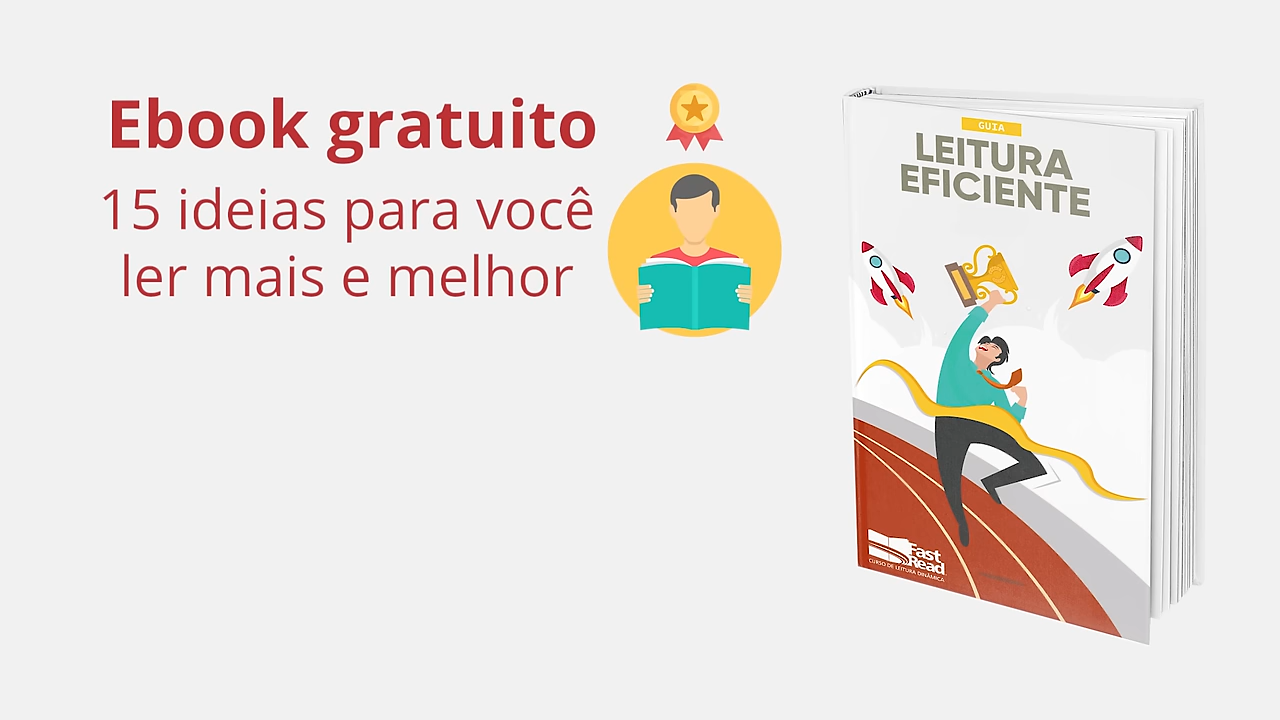 Ebook gratuito
15 ideias para você
ler mais e melhor
GUIA
LEITURA
EFICIENTE
Fast
Read
CURSO DE LEITURA DINÂMICA